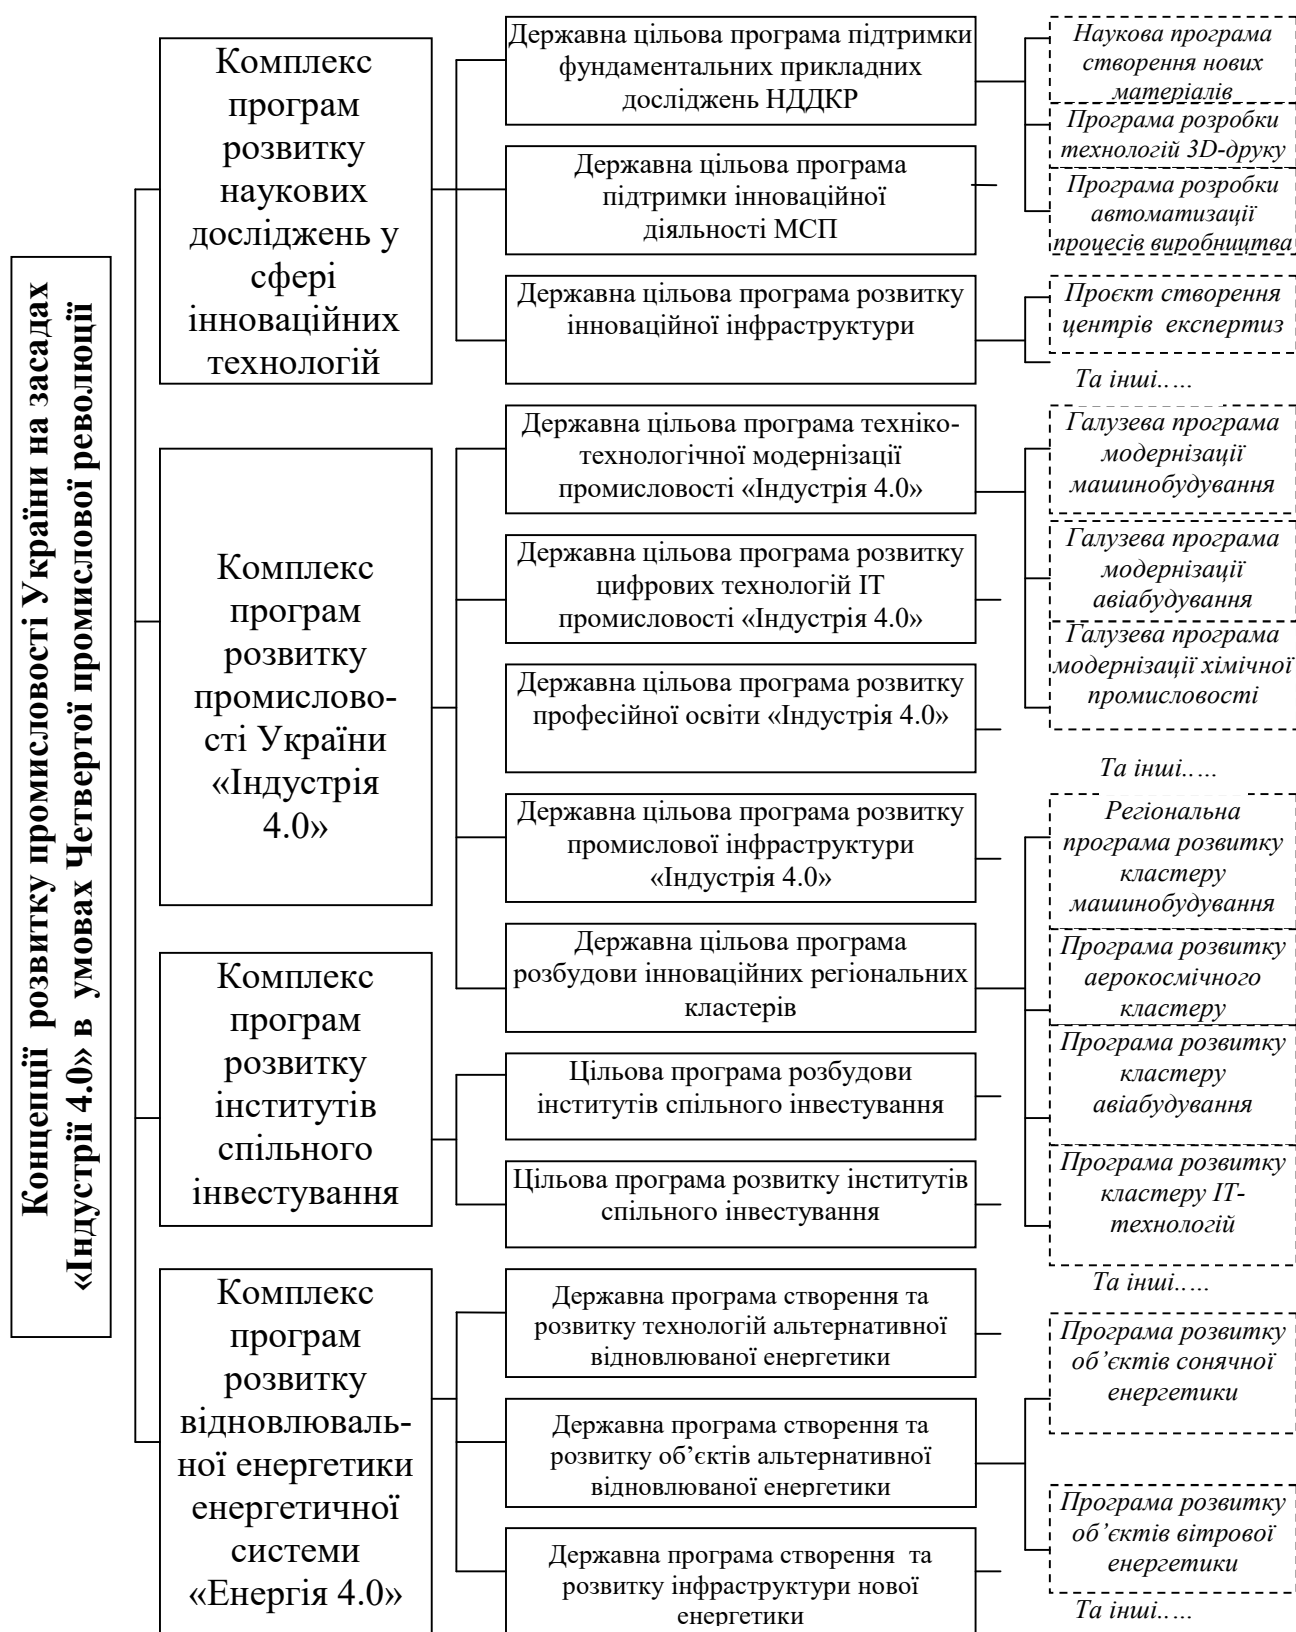 Концепції розвитку промисловості України на засадах
«Індустрії 4.0» в умовах Четвертої промислової революції
Комплекс
програм
розвитку
наукових
досліджень у
сфері
інноваційних
технологій
Державна цільова програма підтримки
фундаментальних прикладних
досліджень НДДКР
Наукова програма
створення нових
матеріалів
Програма розробки
технологій 3D-друку
Програма розробки
автоматизації
процесів виробництва
Державна цільова програма
підтримки інноваційної
діяльності МСП
Державна цільова програма розвитку
інноваційної інфраструктури
Проєкт створення
центрів експертиз
Та інші.….
Комплекс
програм
розвитку
промислово-
сті України
«Індустрія
4.0»
Державна цільова програма техніко-
технологічної модернізації
промисловості «Індустрія 4.0»
Галузева програма
модернізації
машинобудування
Галузева програма
модернізації
авіабудування
Галузева програма
модернізації хімічної
промисловості
Та інші.….
Державна цільова програма розвитку
цифрових технологій ІТ
промисловості «Індустрія 4.0»
Державна цільова програма розвитку
професійної освіти «Індустрія 4.0»
Державна цільова програма розвитку
промислової інфраструктури
«Індустрія 4.0»
Державна цільова програма
розбудови інноваційних регіональних
кластерів
Регіональна
програма розвитку
кластеру
машинобудування
Програма розвитку
аерокосмічного
кластеру
Програма розвитку
кластеру
авіабудування
Програма розвитку
кластеру ІТ-
технологій
Та інші.….
Комплекс
програм
розвитку
інститутів
спільного
інвестування
Цільова програма розбудови
інститутів спільного інвестування
Цільова програма розвитку інститутів
спільного інвестування
Комплекс
програм
розвитку
відновлюваль-
ної енергетики
енергетичної
системи
«Енергія 4.0»
Державна програма створення та
розвитку технологій альтернативної
відновлюваної енергетики
Державна програма створення та
розвитку об’єктів альтернативної
відновлюваної енергетики
Програма розвитку
об’єктів сонячної
енергетики
Програма розвитку
об’єктів вітрової
енергетики
Та інші.….
Державна програма створення та
розвитку інфраструктури нової
енергетики